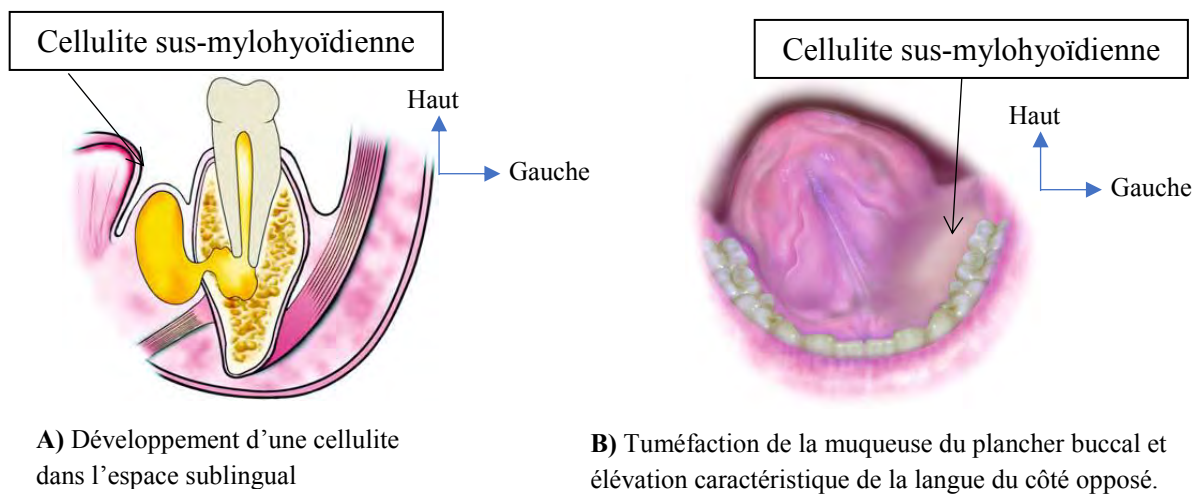 Cellulite sus-mylohyoïdienne
Haut
Gauche
A) Développement d’une cellulite
dans l’espace sublingual
Cellulite sus-mylohyoïdienne
Haut
Gauche
B) Tuméfaction de la muqueuse du plancher buccal et
élévation caractéristique de la langue du côté opposé.